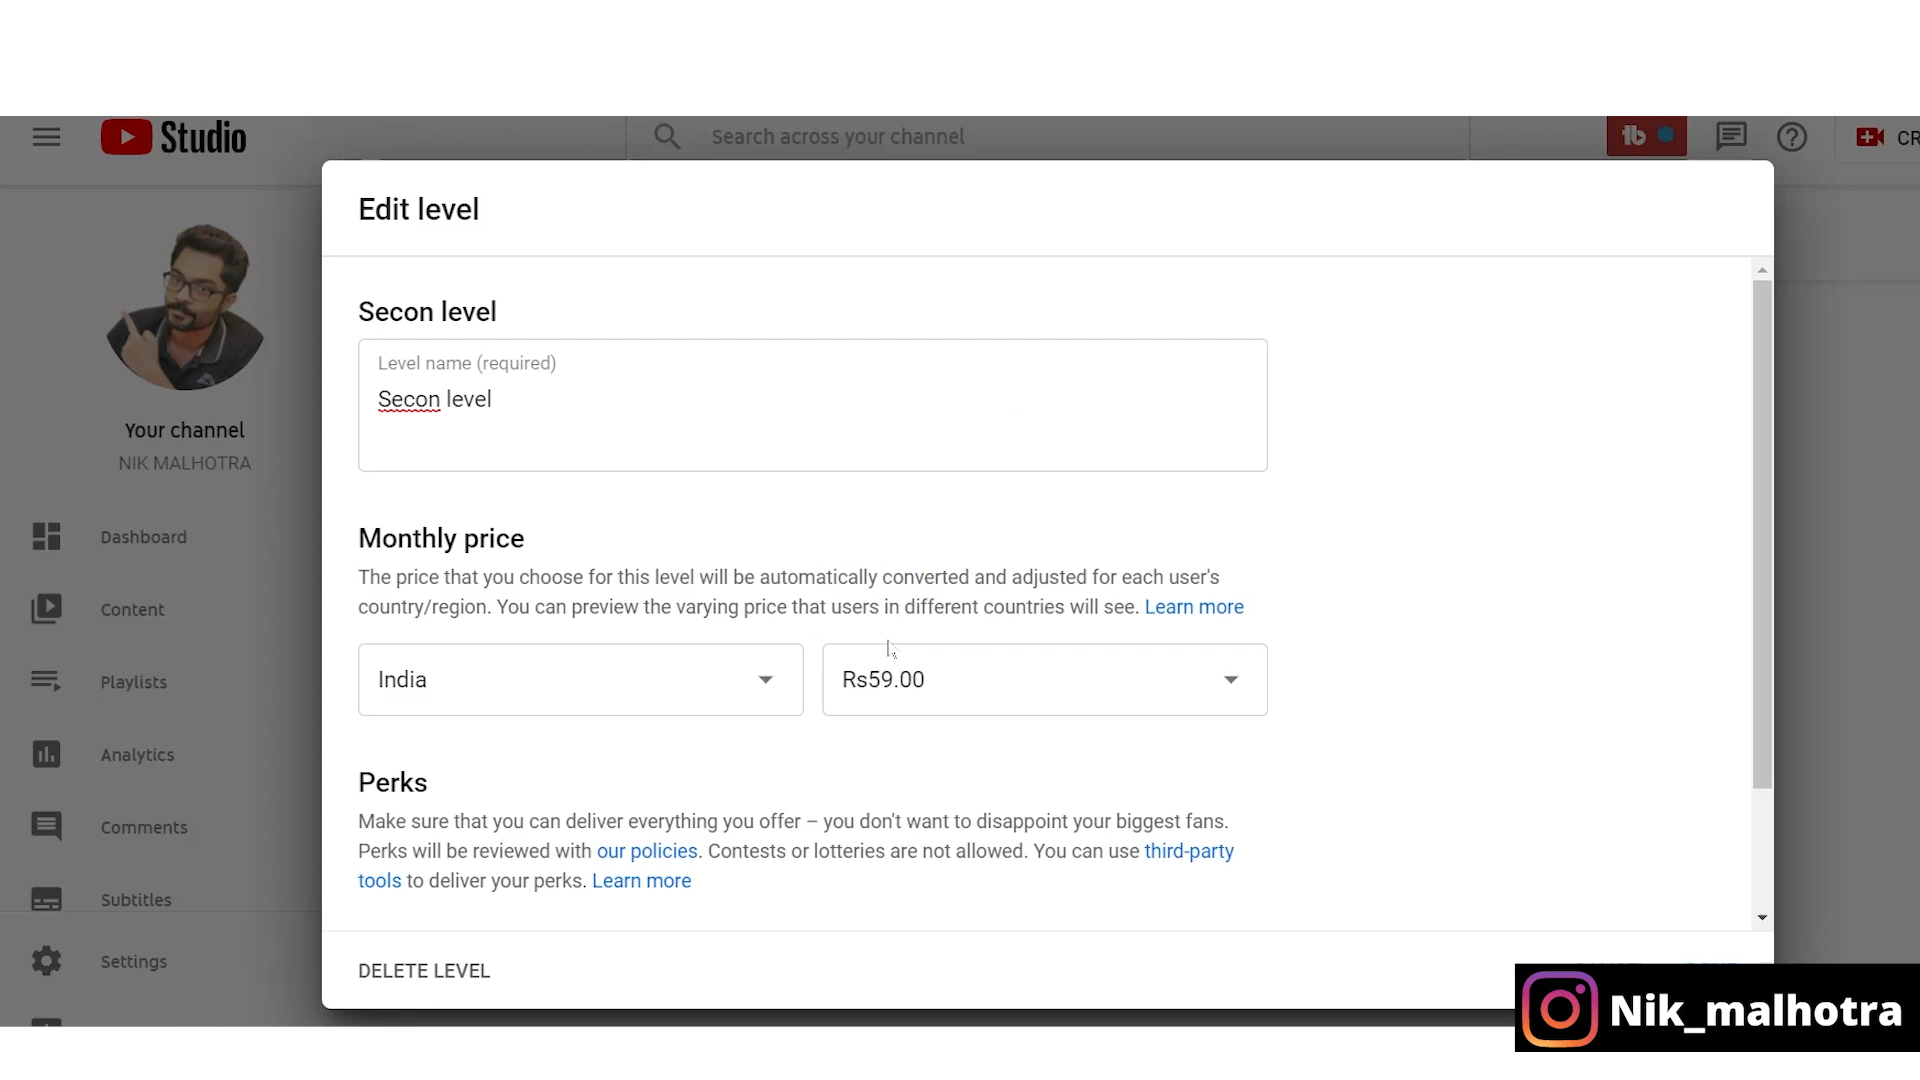 Studio
Search across your channel
CR
Edit level
Secon level
Level name (required)
Secon level
Your channel
NIK MALHOTRA
Monthly price
Dashboard
The price that you choose for this level will be automatically converted and adjusted for each user's
country/region. You can preview the varying price that users in different countries will see. Learn more
Content
India
Rs59.00
Playlists
Analytics
Perks
Make sure that you can deliver everything you offer – you don't want to disappoint your biggest fans.
Comments
Perks will be reviewed with our policies. Contests or lotteries are not allowed. You can use third-party
tools to deliver your perks. Learn more
Subtitles
Settings
DELETE LEVEL
Nik_malhotra